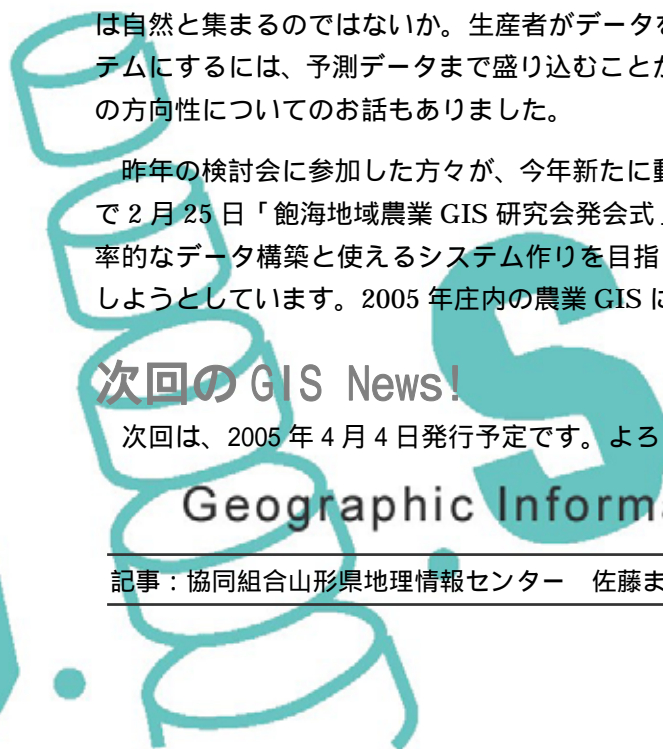 は自然と集まるのではないか。生産者がデータを
テムにするには、予測データまで盛り込むことが
の方向性についてのお話もありました。
昨年の検討会に参加した方々が、今年新たに動
で 2 月 25 日「飽海地域農業 GIS 研究会発会式」
率的なデータ構築と使えるシステム作りを目指
しようとしています。2005 年庄内の農業 GIS に
次回の GIS News!
次回は、2005 年 4 月 4 日発行予定です。よろ
S
Geographic Informa
記事：協同組合山形県地理情報センター 佐藤ま